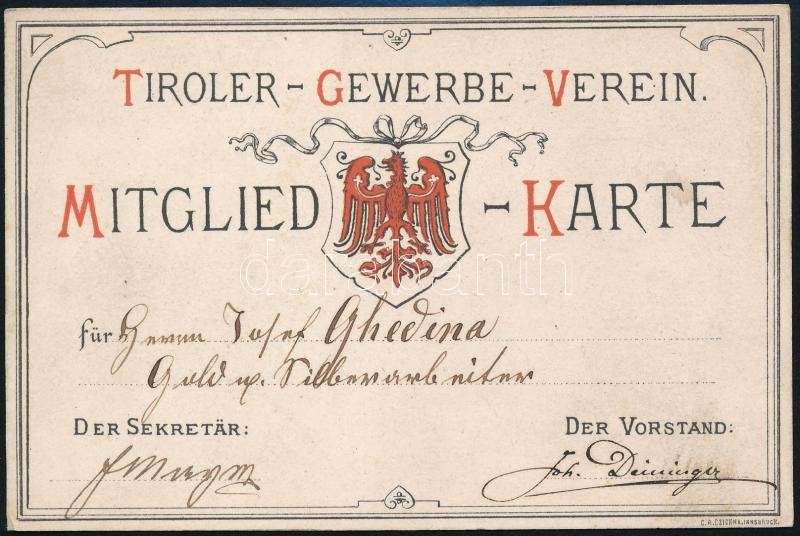 TIROLER-GEWERBE-VEREIN.
MITGLIED-KARTE
für Herrn Josef Ghedina
Gold u. Silberarbeiter
DER SEKRETÄR: DER VORSTAND:
Joh. Deininger
C.A.CZICHNA, INNSBRUCK.